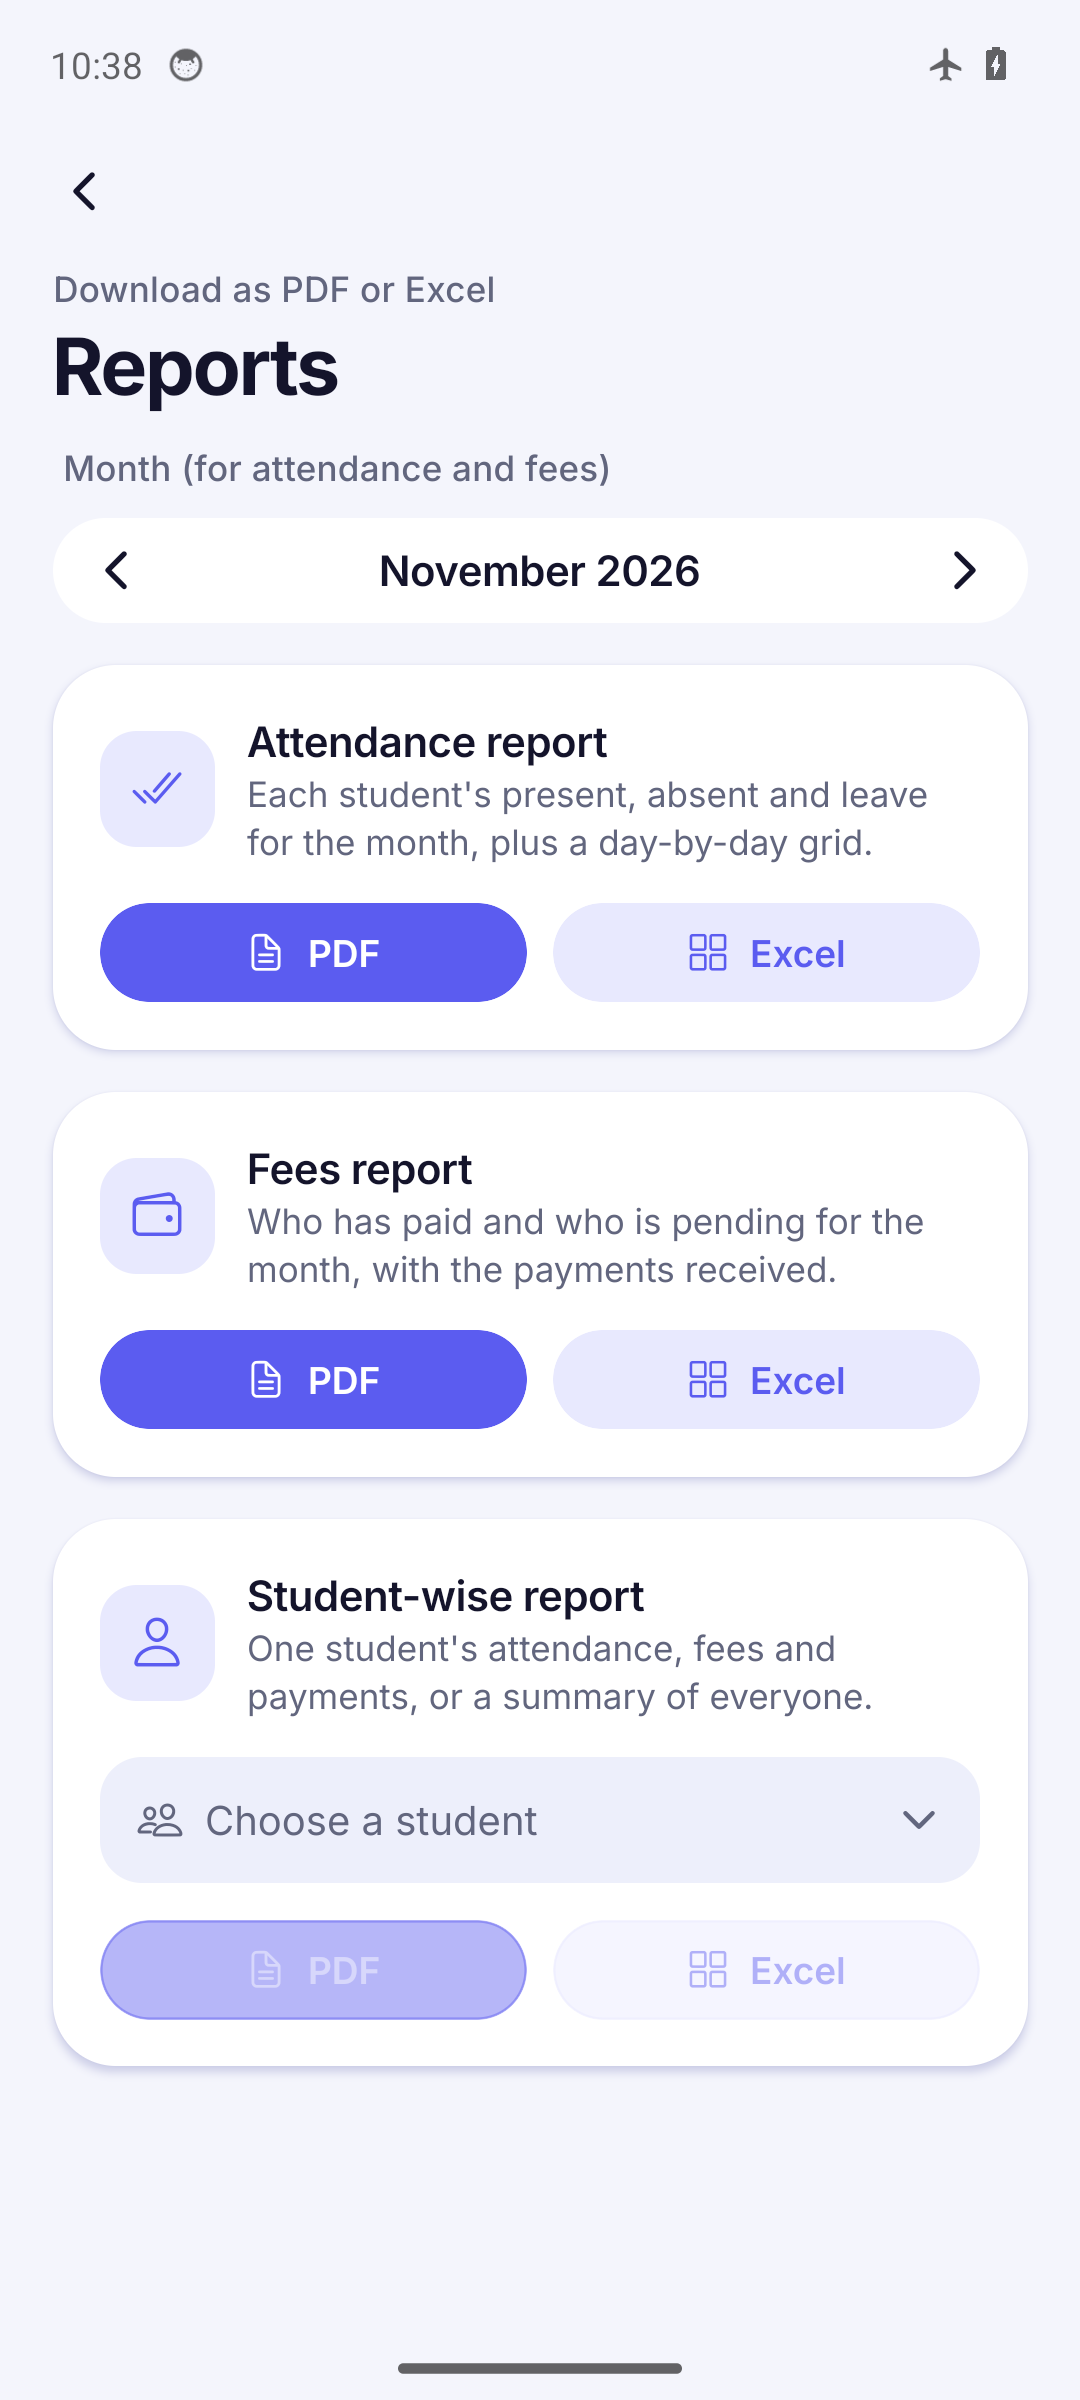 10:38
Download as PDF or Excel
Reports
Month (for attendance and fees)
November 2026
Attendance report
Each student's present, absent and leave
for the month, plus a day-by-day grid.
PDF Excel
Fees report
Who has paid and who is pending for the
month, with the payments received.
PDF Excel
Student-wise report
One student's attendance, fees and
payments, or a summary of everyone.
Choose a student
PDF Excel